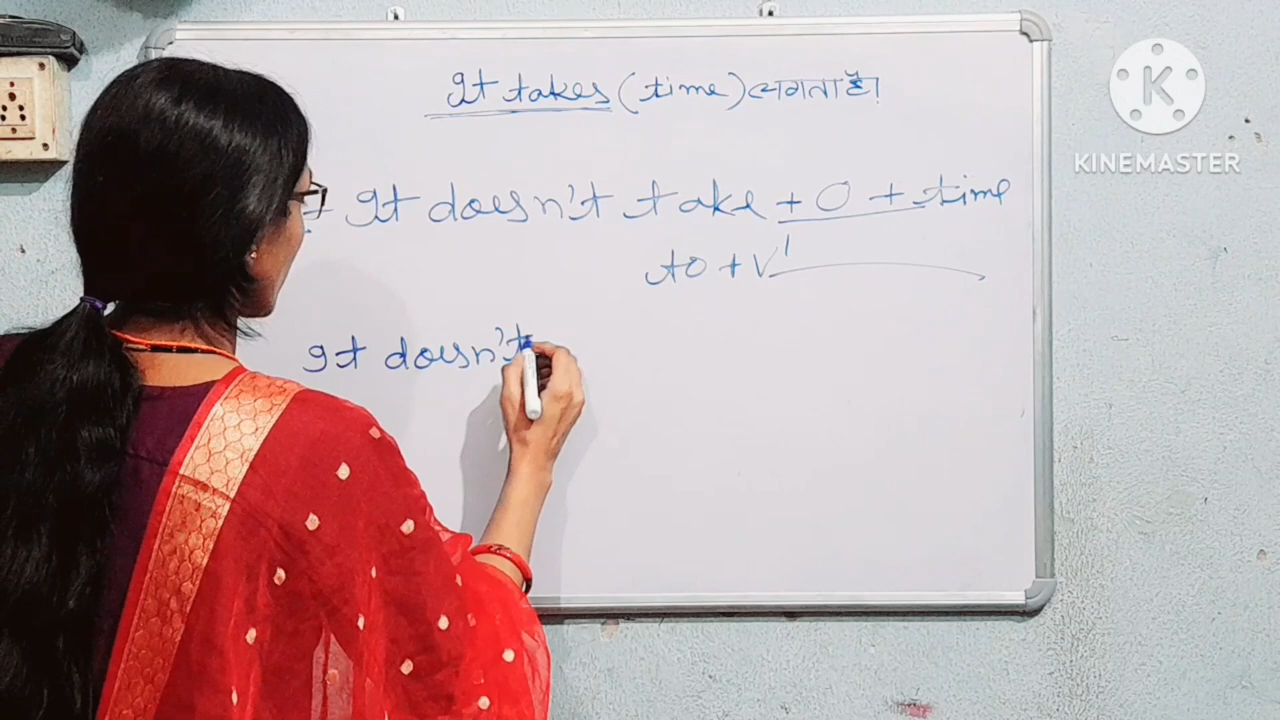 It takes (time) लगता है।
It doesn't take + O + time
to + V¹
It doesn't
K
KINEMASTER